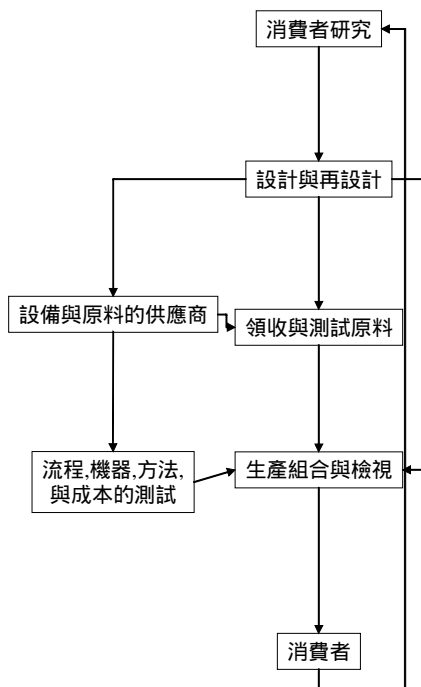 消費者研究
設計與再設計
設備與原料的供應商
領收與測試原料
流程,機器,方法,
與成本的測試
生產組合與檢視
消費者